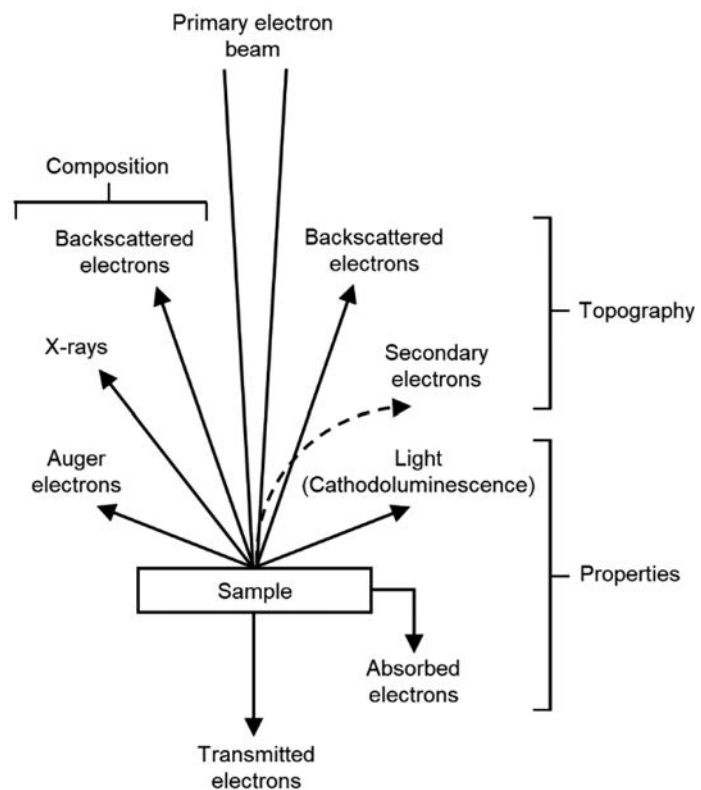 Primary electron
beam
Composition
Backscattered
electrons
Backscattered
electrons
Topography
X-rays
Secondary
electrons
Auger
electrons
Light
(Cathodoluminescence)
Properties
Sample
Absorbed
electrons
Transmitted
electrons